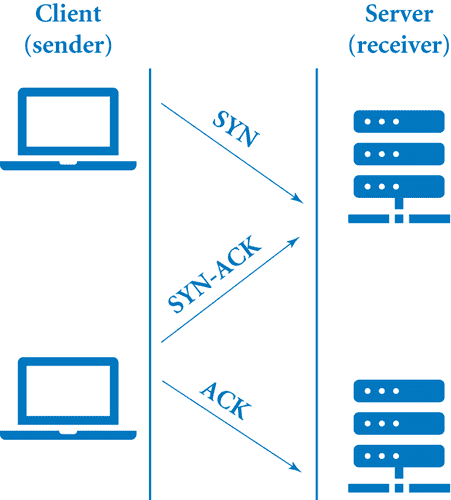 Client
(sender)
Server
(receiver)
SYN
SYN-ACK
ACK